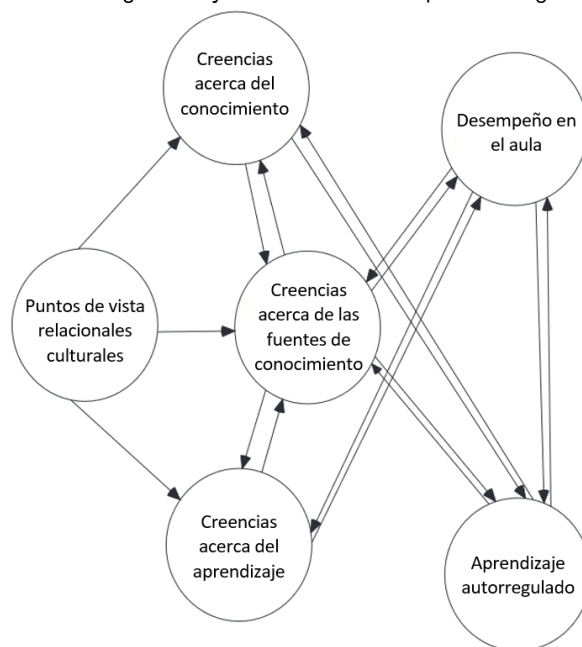 Creencias
acerca del
conocimiento
Desempeño en
el aula
Puntos de vista
relacionales
culturales
Creencias
acerca de las
fuentes de
conocimiento
Creencias
acerca del
aprendizaje
Aprendizaje
autorregulado